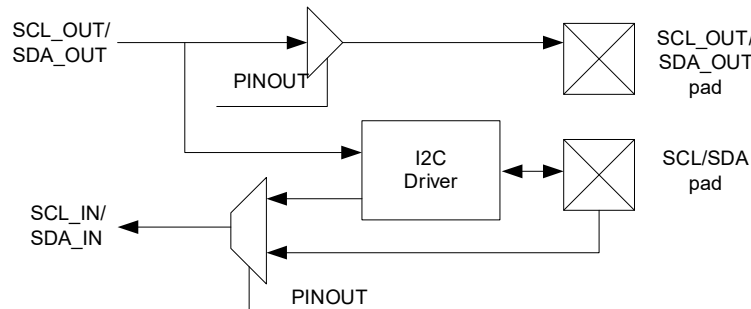 SCL_OUT/
SDA_OUT
PINOUT
SCL_OUT/
SDA_OUT
pad
I2C
Driver
SCL/SDA
pad
SCL_IN/
SDA_IN
PINOUT